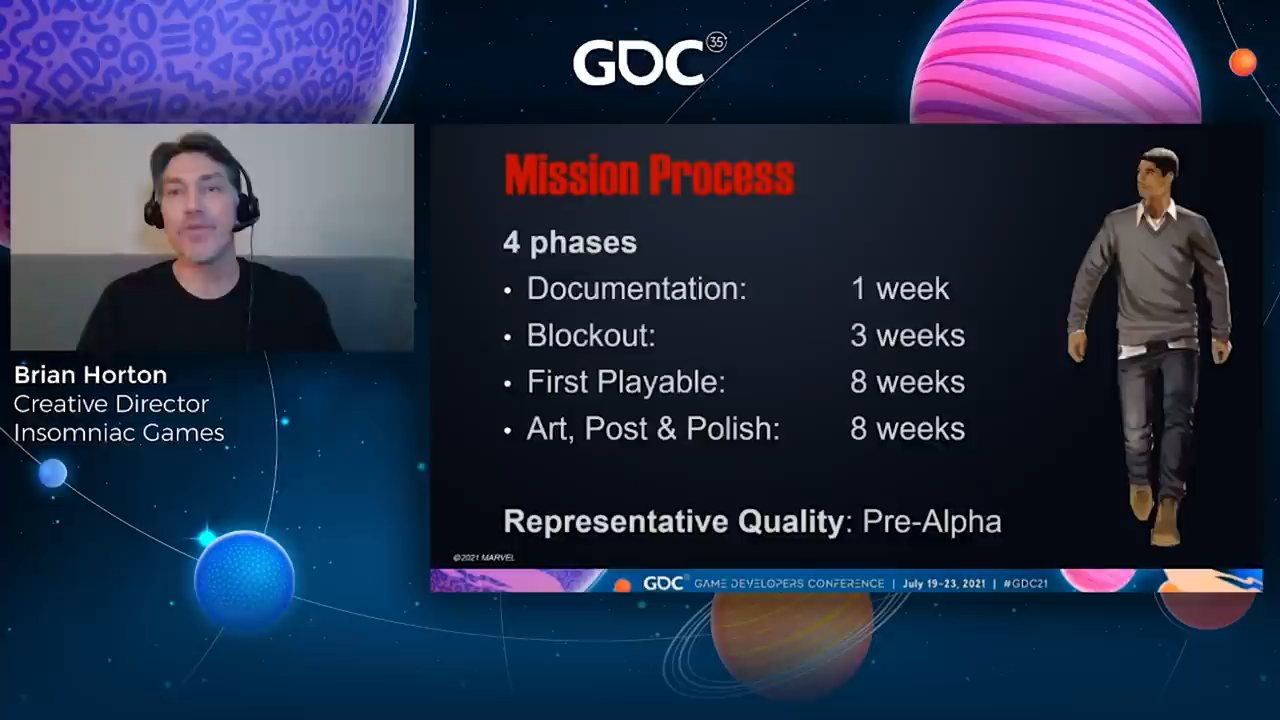 GDC 35
Mission Process
4 phases
• Documentation: 1 week
• Blockout: 3 weeks
• First Playable: 8 weeks
• Art, Post & Polish: 8 weeks
Representative Quality: Pre-Alpha
©2021 MARVEL
GDC GAME DEVELOPERS CONFERENCE | July 19-23, 2021 | #GDC21
Brian Horton
Creative Director
Insomniac Games